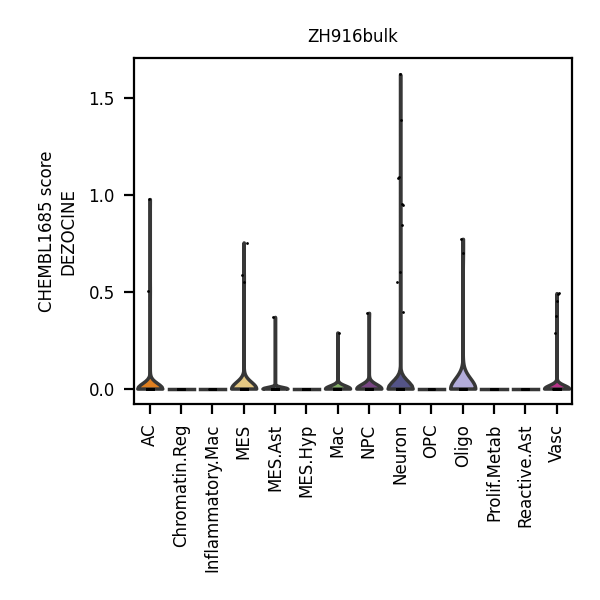 ZH916bulk
CHEMBL1685 score
DEZOCINE
1.5
1.0
0.5
0.0
AC
Chromatin.Reg
Inflammatory.Mac
MES
MES.Ast
MES.Hyp
Mac
NPC
Neuron
OPC
Oligo
Prolif.Metab
Reactive.Ast
Vasc